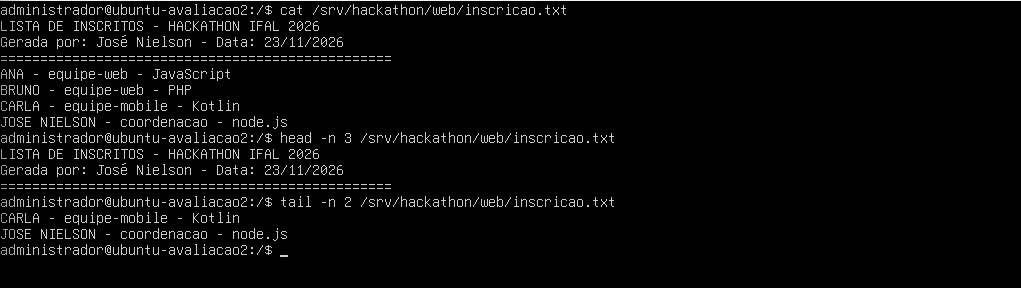 administrador@ubuntu-avaliacao2:/$ cat /srv/hackathon/web/inscricao.txt
LISTA DE INSCRITOS - HACKATHON IFAL 2026
Gerada por: José Nielson - Data: 23/11/2026
=================================================
ANA - equipe-web - JavaScript
BRUNO - equipe-web - PHP
CARLA - equipe-mobile - Kotlin
JOSE NIELSON - coordenacao - node.js
administrador@ubuntu-avaliacao2:/$ head -n 3 /srv/hackathon/web/inscricao.txt
LISTA DE INSCRITOS - HACKATHON IFAL 2026
Gerada por: José Nielson - Data: 23/11/2026
=================================================
administrador@ubuntu-avaliacao2:/$ tail -n 2 /srv/hackathon/web/inscricao.txt
CARLA - equipe-mobile - Kotlin
JOSE NIELSON - coordenacao - node.js
administrador@ubuntu-avaliacao2:/$ _